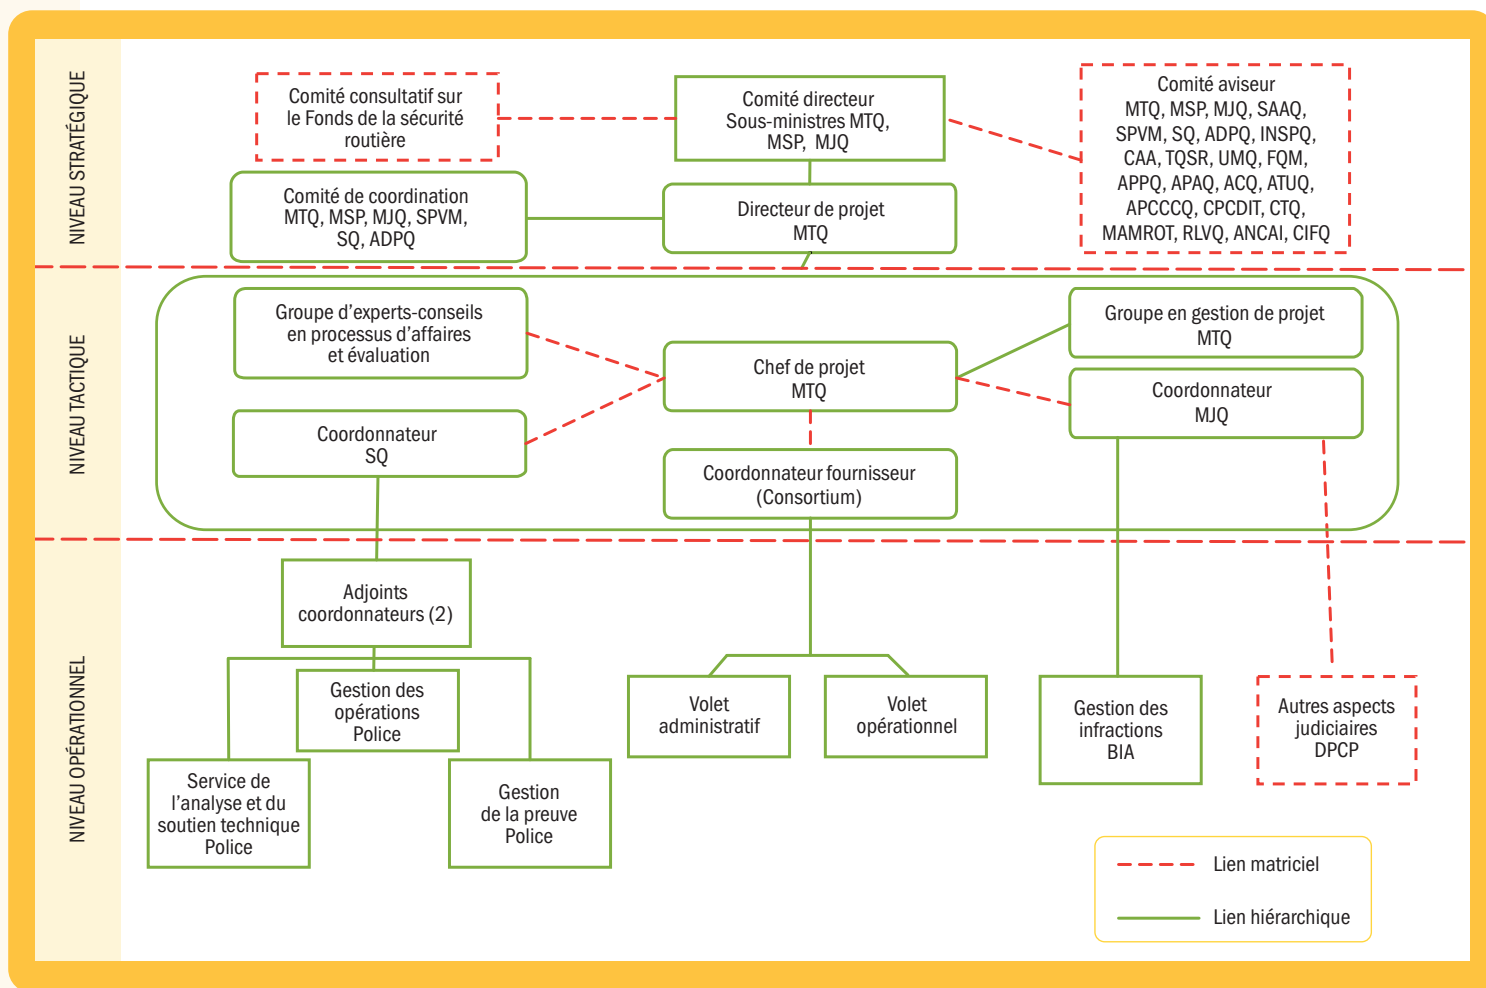 NIVEAU STRATÉGIQUE
Comité consultatif sur
le Fonds de la sécurité
routière
Comité directeur
Sous-ministres MTQ,
MSP, MJQ
Comité aviseur
MTQ, MSP, MJQ, SAAQ,
SPVM, SQ, ADPQ, INSPQ,
CAA, TQSR, UMQ, FQM,
APPQ, APAQ, ACQ, ATUQ,
APCCCQ, CPCDIT, CTQ,
MAMROT, RLVQ, ANCAI, CIFQ
Comité de coordination
MTQ, MSP, MJQ, SPVM,
SQ, ADPQ
Directeur de projet
MTQ
NIVEAU TACTIQUE
Groupe d'experts-conseils
en processus d'affaires
et évaluation
Chef de projet
MTQ
Groupe en gestion de projet
MTQ
Coordonnateur
MJQ
Coordonnateur
SQ
Coordonnateur fournisseur
(Consortium)
NIVEAU OPÉRATIONNEL
Adjoints
coordonnateurs (2)
Gestion des
opérations
Police
Service de
l'analyse et du
soutien technique
Police
Gestion
de la preuve
Police
Volet
administratif
Volet
opérationnel
Gestion des
infractions
BIA
Autres aspects
judiciaires
DPCP
Lien matriciel
Lien hiérarchique